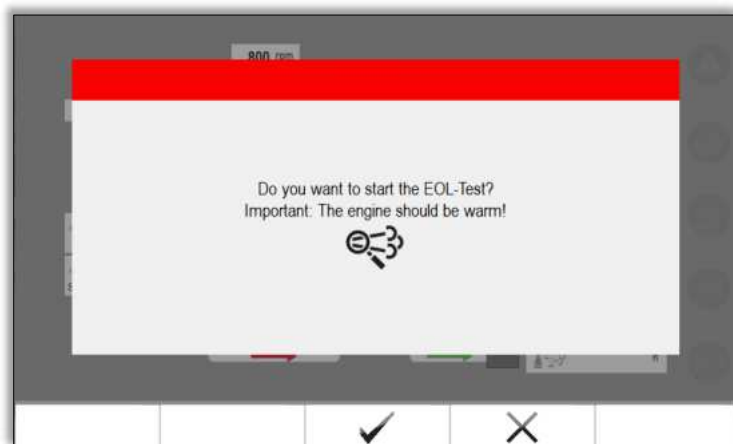 800 rpm
Do you want to start the EOL-Test?
Important: The engine should be warm!